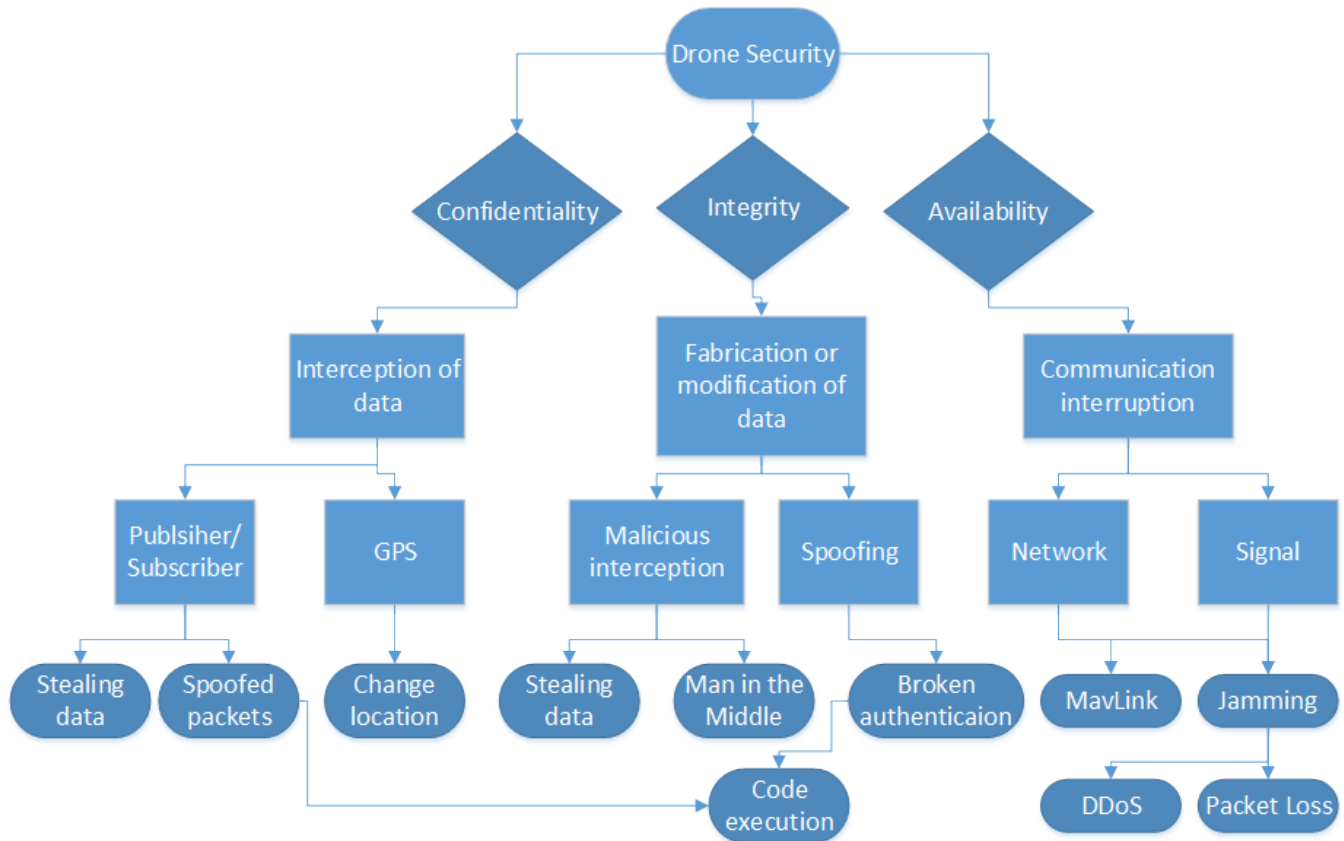 Drone Security
Confidentiality
Integrity
Availability
Interception of
data
Fabrication or
modification of
data
Communication
interruption
Publsiher/
Subscriber
GPS
Malicious
interception
Spoofing
Network
Signal
Stealing
data
Spoofed
packets
Change
location
Stealing
data
Man in the
Middle
Broken
authenticaion
MavLink
Jamming
Code
execution
DDoS
Packet Loss